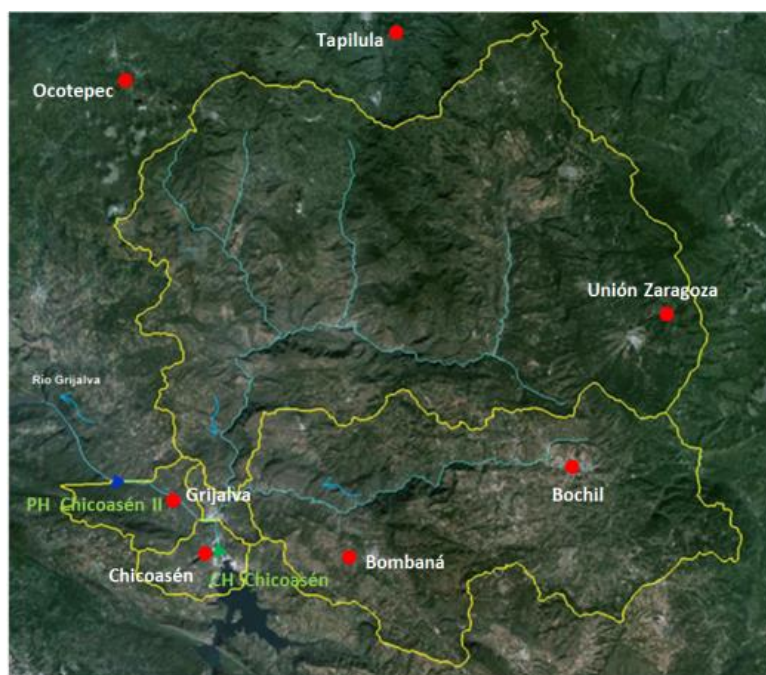 Tapilula
Ocotepec
Unión Zaragoza
Río Grijalva
Bochil
Grijalva
PH Chicoasén II
Bombaná
Chicoasén
CH Chicoasén